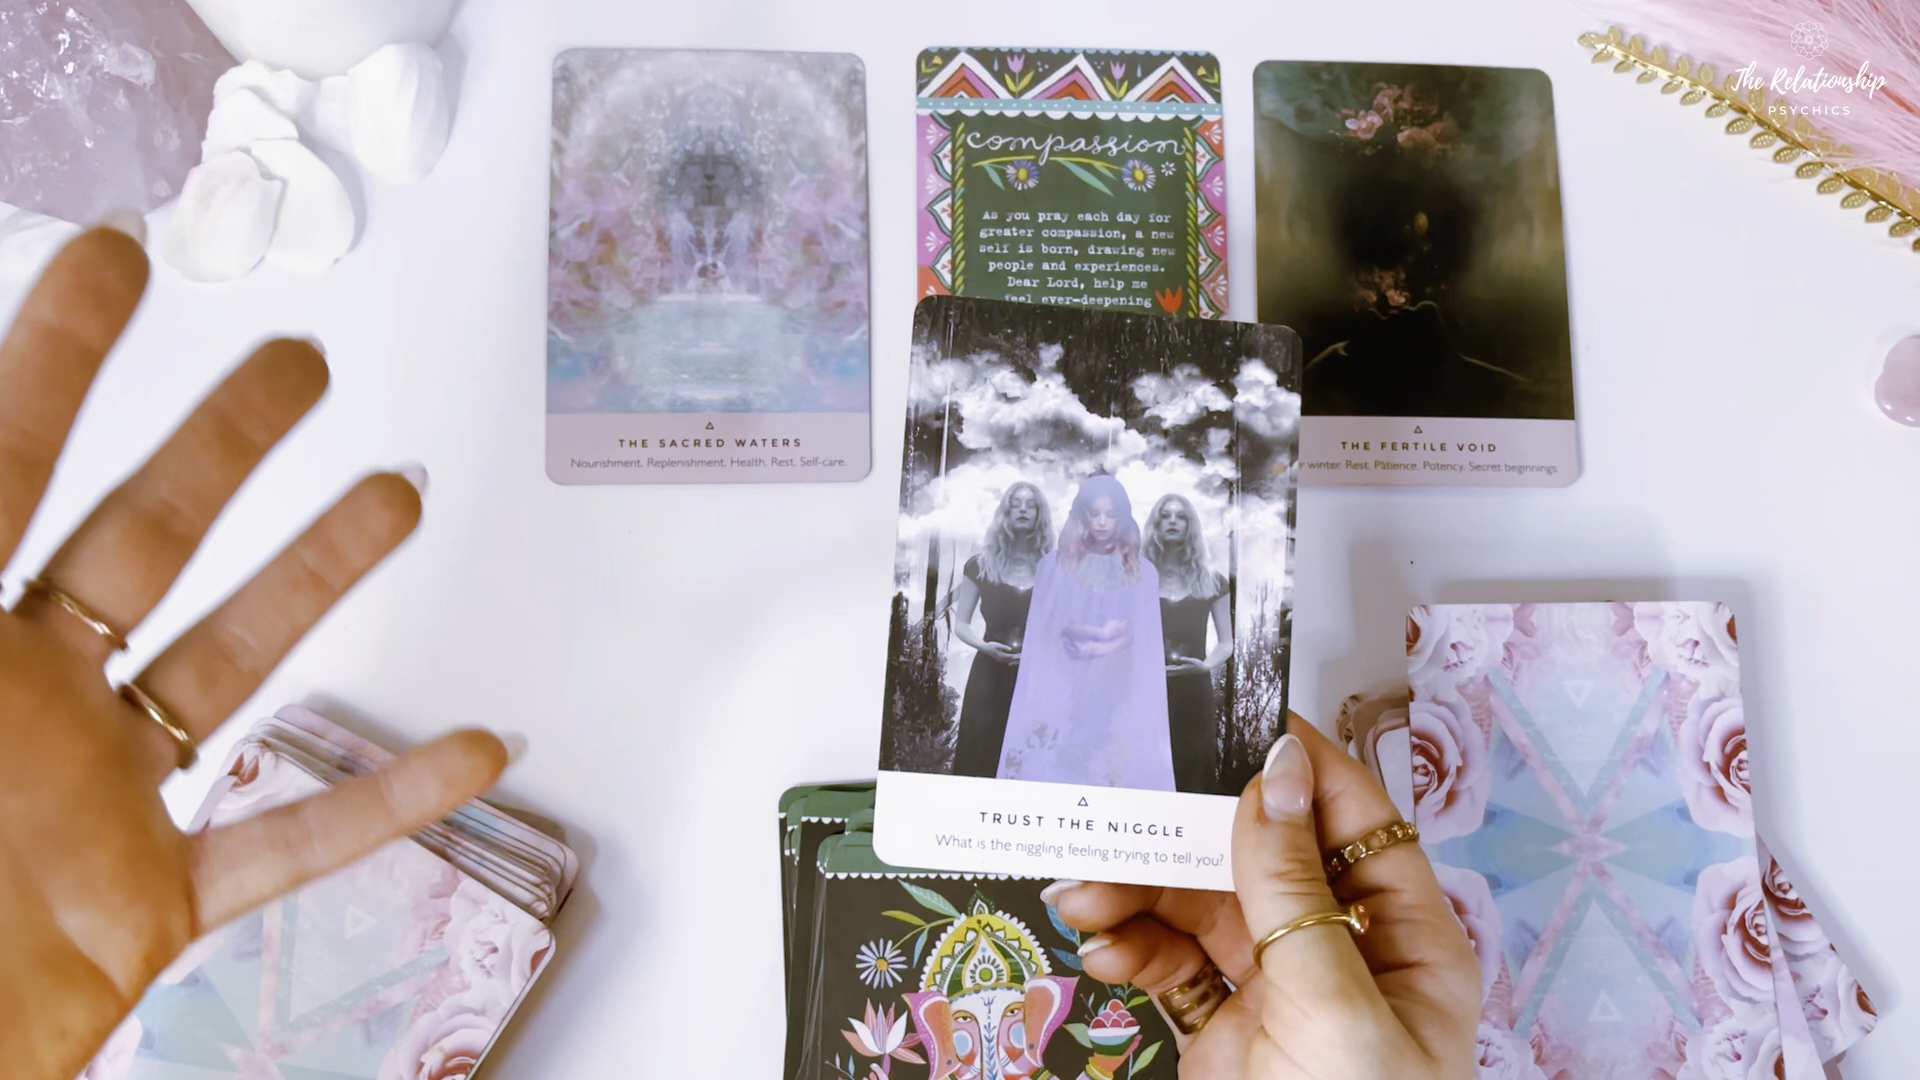 The Relationship
PSYCHICS
compassion
As you pray each day for
greater compassion, a new
self is born, drawing new
people and experiences.
Dear Lord, help me
feel ever-deepening
THE SACRED WATERS
Nourishment. Replenishment. Health. Rest. Self-care.
THE FERTILE VOID
winter. Rest. Patience. Potency. Secret beginnings.
TRUST THE NIGGLE
What is the niggling feeling trying to tell you?